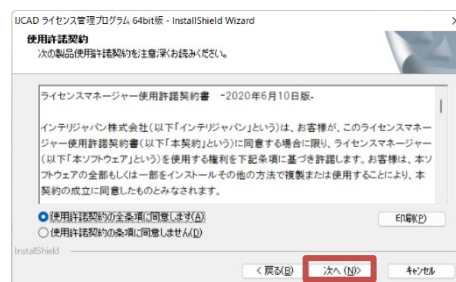 IJCAD ライセンス管理プログラム 64bit版 - InstallShield Wizard
使用許諾契約
次の製品使用許諾契約を注意深くお読みください。
ライセンスマネージャー使用許諾契約書 -2020年6月10日版-
インテリジャパン株式会社(以下「インテリジャパン」という)は、お客様が、このライセンスマネー
ジャー使用許諾契約書(以下「本契約」という)に同意する場合に限り、ライセンスマネージャー
(以下「本ソフトウェア」という)を使用する権利を下記条項に基づき許諾します。お客様は、本ソ
フトウェアの全部もしくは一部をインストールその他の方法で複製または使用することにより、本
契約の成立に同意したものとみなされます。
使用許諾契約の全条項に同意します(A)
印刷(P)
使用許諾契約の条項に同意しません(D)
InstallShield
< 戻る(B)
次へ (N)>
キャンセル